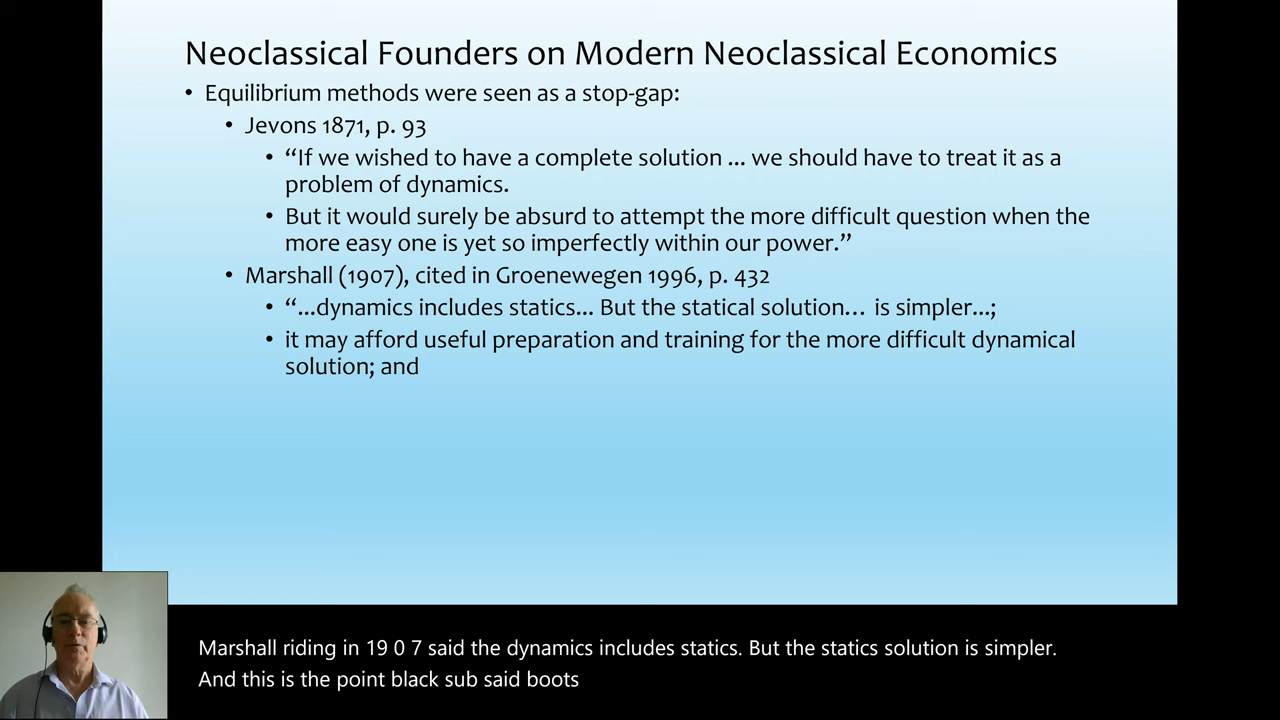 Neoclassical Founders on Modern Neoclassical Economics
• Equilibrium methods were seen as a stop-gap:
• Jevons 1871, p. 93
• “If we wished to have a complete solution ... we should have to treat it as a
problem of dynamics.
• But it would surely be absurd to attempt the more difficult question when the
more easy one is yet so imperfectly within our power.”
• Marshall (1907), cited in Groenewegen 1996, p. 432
• “...dynamics includes statics... But the statical solution… is simpler...;
• it may afford useful preparation and training for the more difficult dynamical
solution; and
Marshall riding in 19 0 7 said the dynamics includes statics. But the statics solution is simpler.
And this is the point black sub said boots